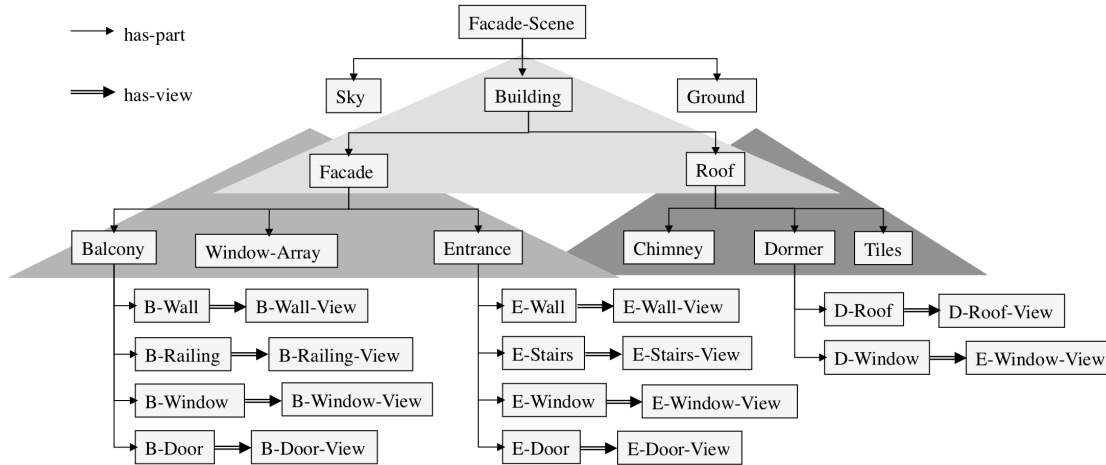 Facade-Scene
has-part
has-view
Sky
Building
Ground
Facade
Roof
Balcony
Window-Array
Entrance
Chimney
Dormer
Tiles
B-Wall
B-Wall-View
E-Wall
E-Wall-View
D-Roof
D-Roof-View
B-Railing
B-Railing-View
E-Stairs
E-Stairs-View
D-Window
E-Window-View
B-Window
B-Window-View
E-Window
E-Window-View
B-Door
B-Door-View
E-Door
E-Door-View